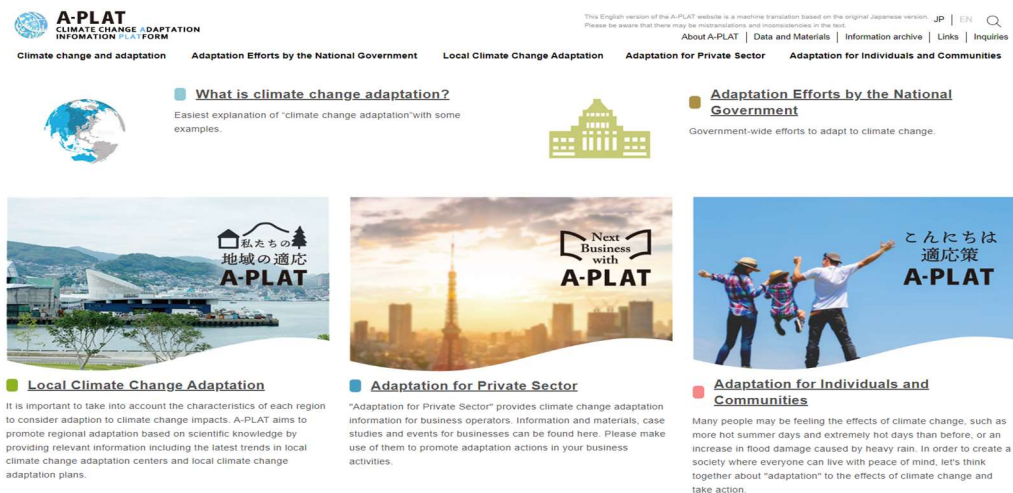 A-PLAT
CLIMATE CHANGE ADAPTATION
INFOMATION PLATFORM
This English version of the A-PLAT website is a machine translation based on the original Japanese version.
Please be aware that there may be mistranslations and inconsistencies in the text.
JP | EN
About A-PLAT | Data and Materials | Information archive | Links | Inquiries
Climate change and adaptation Adaptation Efforts by the National Government Local Climate Change Adaptation Adaptation for Private Sector Adaptation for Individuals and Communities
What is climate change adaptation?
Easiest explanation of "climate change adaptation"with some
examples.
Adaptation Efforts by the National
Government
Government-wide efforts to adapt to climate change.
私たちの
地域の適応
A-PLAT
Next
Business
with
A-PLAT
こんにちは
適応策
A-PLAT
Local Climate Change Adaptation
It is important to take into account the characteristics of each region
to consider adaption to climate change impacts. A-PLAT aims to
promote regional adaptation based on scientific knowledge by
providing relevant information including the latest trends in local
climate change adaptation centers and local climate change
adaptation plans.
Adaptation for Private Sector
"Adaptation for Private Sector" provides climate change adaptation
information for business operators. Information and materials, case
studies and events for businesses can be found here. Please make
use of them to promote adaptation actions in your business
activities.
Adaptation for Individuals and
Communities
Many people may be feeling the effects of climate change, such as
more hot summer days and extremely hot days than before, or an
increase in flood damage caused by heavy rain. In order to create a
society where everyone can live with peace of mind, let's think
together about "adaptation" to the effects of climate change and
take action.